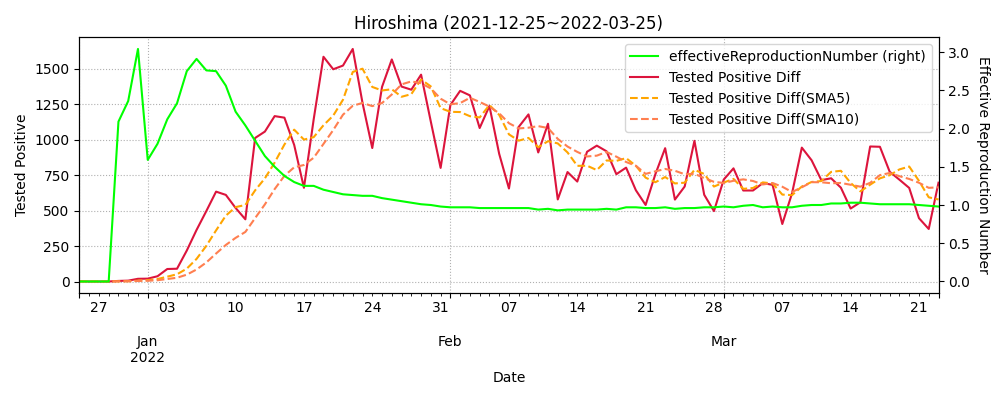 Hiroshima (2021-12-25~2022-03-25)
effectiveReproductionNumber (right)
Tested Positive Diff
Tested Positive Diff(SMA5)
Tested Positive Diff(SMA10)
Tested Positive
1500
1250
1000
750
500
250
0
3.0
2.5
2.0
1.5
1.0
0.5
0.0
Effective Reproduction Number
27 03 10 17 24 31 07 14 21 28 07 14 21
Jan Feb Mar
2022
Date